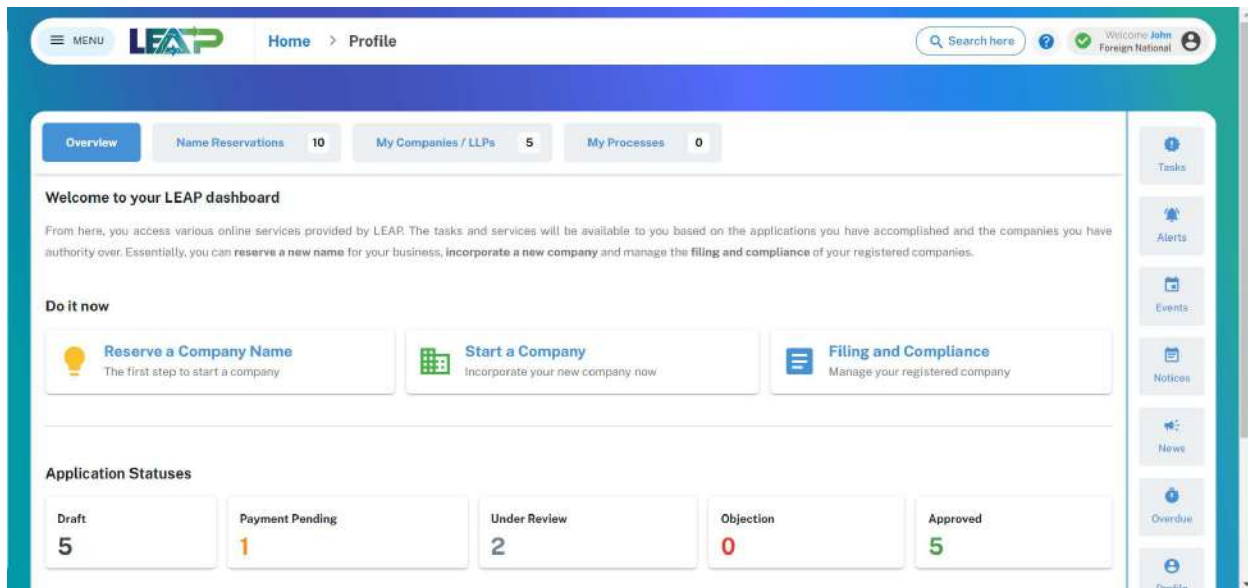 MENU
LEAP
Home > Profile
Search here
Welcome John
Foreign National
Overview
Name Reservations 10
My Companies / LLPs 5
My Processes 0
Welcome to your LEAP dashboard
From here, you access various online services provided by LEAP. The tasks and services will be available to you based on the applications you have accomplished and the companies you have
authority over. Essentially, you can reserve a new name for your business, incorporate a new company and manage the filing and compliance of your registered companies.
Do it now
Reserve a Company Name
The first step to start a company
Start a Company
Incorporate your new company now
Filing and Compliance
Manage your registered company
Application Statuses
Draft
5
Payment Pending
1
Under Review
2
Objection
0
Approved
5
Tasks
Alerts
Events
Notices
News
Overdue
Profile